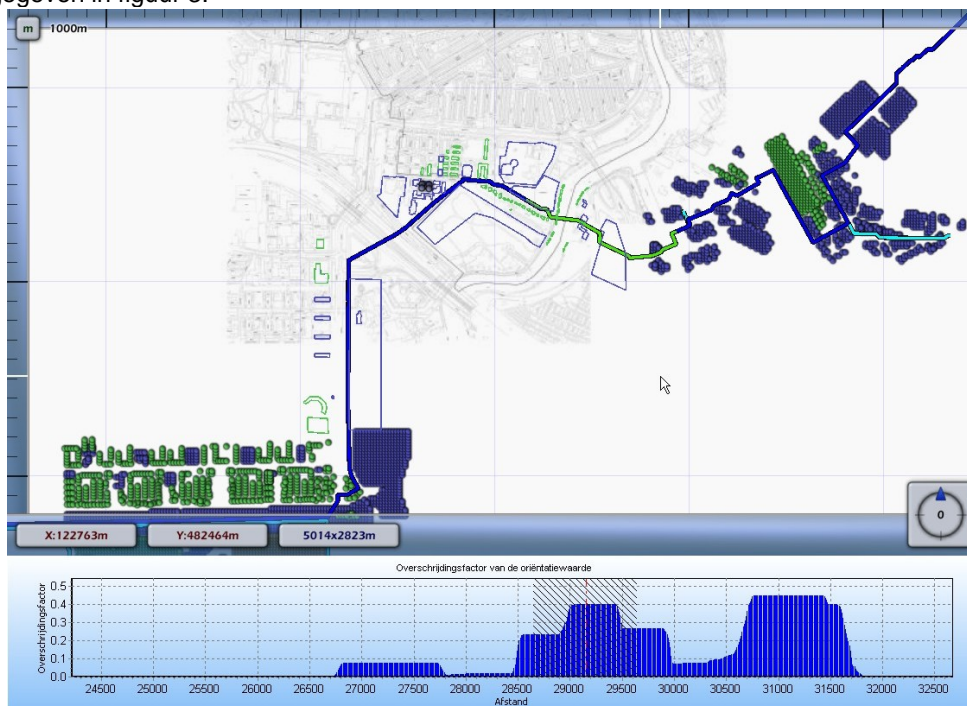 gegeven in figuur 8.
m 1000m
0
X:122763m Y:482464m 5014x2823m
Overschrijdingsfactor van de oriëntatiewaarde
Overschrijdingsfactor
0.5
0.4
0.3
0.2
0.1
0.0
24500 25000 25500 26000 26500 27000 27500 28000 28500 29000 29500 30000 30500 31000 31500 32000 32500
Afstand